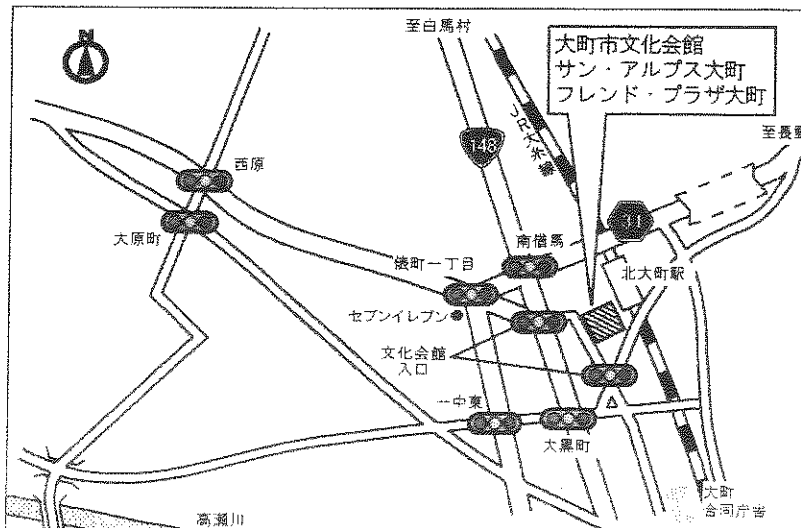 至白馬村
大町市文化会館
サン・アルプス大町
フレンド・プラザ大町
148
JR大糸線
至長野
西原
31
大原町
南借馬
俵町一丁目
北大町駅
セブンイレブン
文化会館
入口
一中東
大黒町
高瀬川
大町
合同庁舎